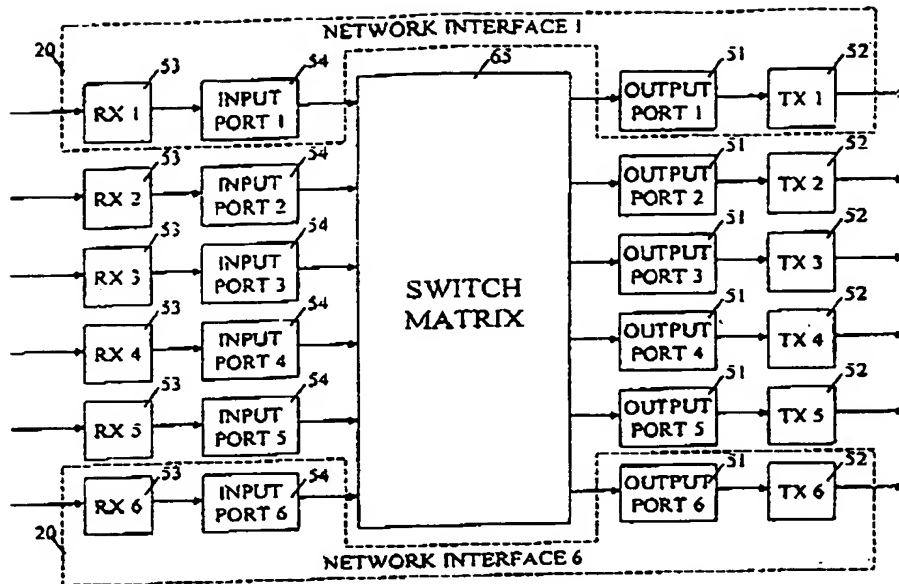 NETWORK INTERFACE 1
20 53 54 65 51 52
RX 1 INPUT PORT 1 OUTPUT PORT 1 TX 1
53 54 51 52
RX 2 INPUT PORT 2 OUTPUT PORT 2 TX 2
53 54 51 52
RX 3 INPUT PORT 3 SWITCH MATRIX OUTPUT PORT 3 TX 3
53 54 51 52
RX 4 INPUT PORT 4 OUTPUT PORT 4 TX 4
53 54 51 52
RX 5 INPUT PORT 5 OUTPUT PORT 5 TX 5
53 54 51 52
RX 6 INPUT PORT 6 OUTPUT PORT 6 TX 6
20
NETWORK INTERFACE 6